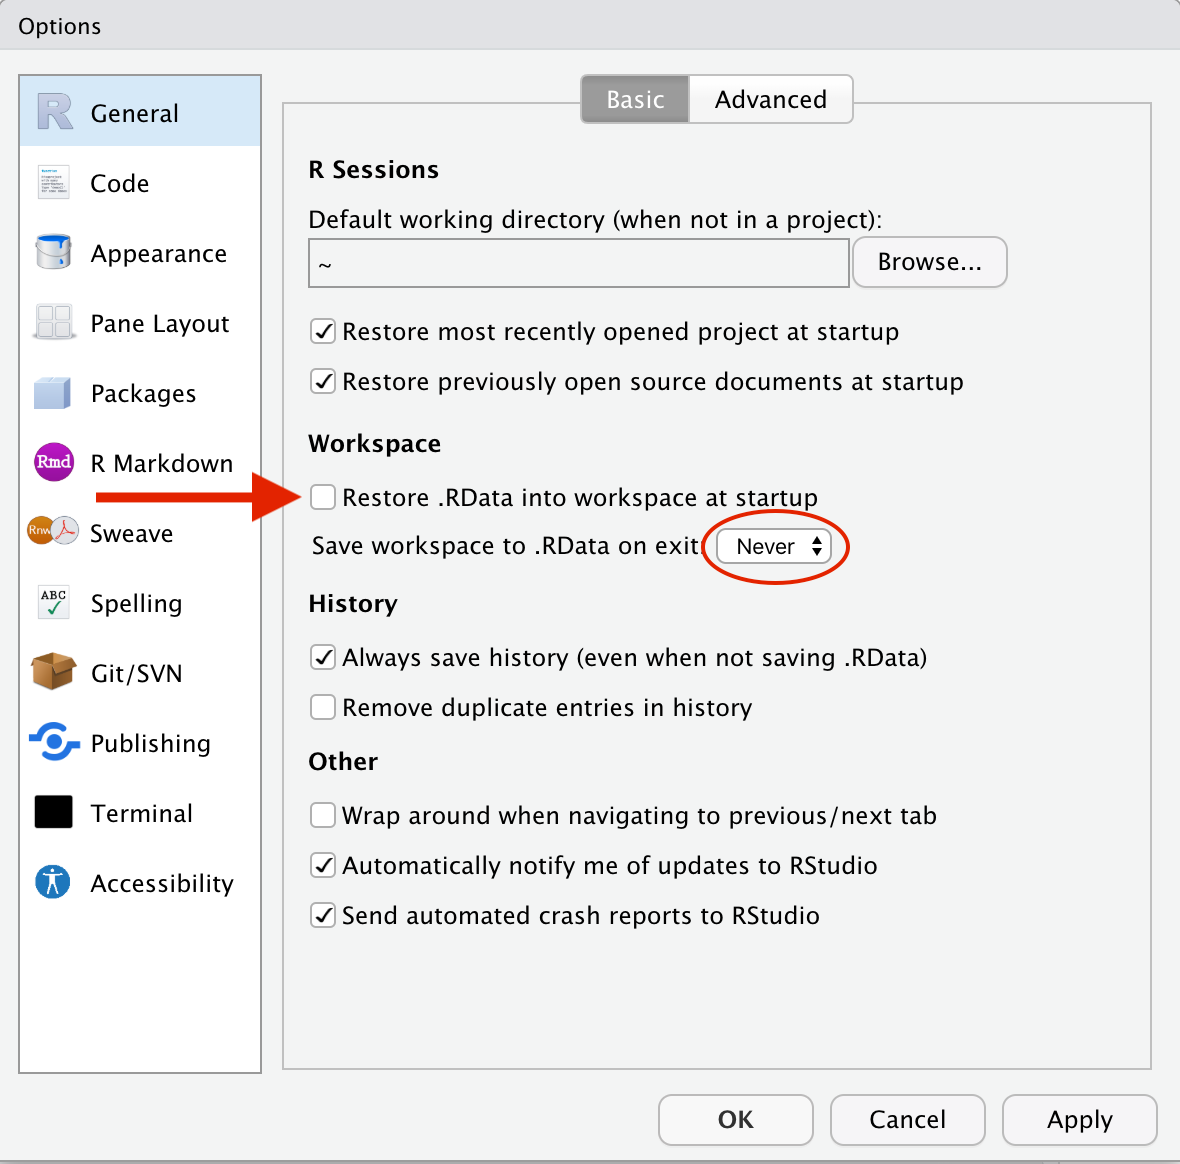 Options
General
Code
Appearance
Pane Layout
Packages
Rmd
R Markdown
Rnw
Sweave
ABC
Spelling
Git/SVN
Publishing
Terminal
Accessibility
Basic
Advanced
R Sessions
Default working directory (when not in a project):
~
Browse...
Restore most recently opened project at startup
Restore previously open source documents at startup
Workspace
Restore .RData into workspace at startup
Save workspace to .RData on exit:
Never
History
Always save history (even when not saving .RData)
Remove duplicate entries in history
Other
Wrap around when navigating to previous/next tab
Automatically notify me of updates to RStudio
Send automated crash reports to RStudio
OK
Cancel
Apply